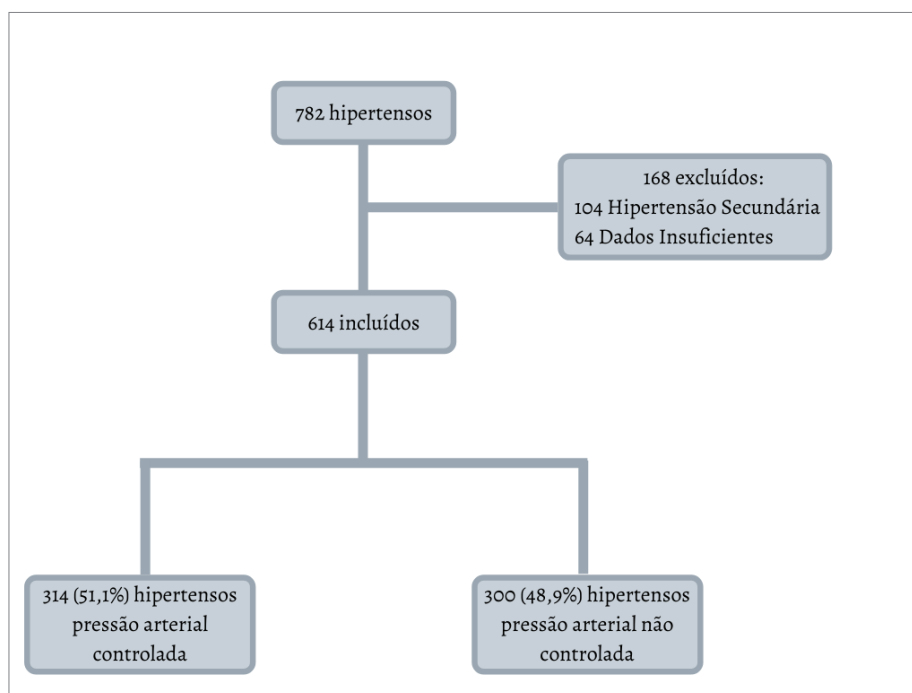 782 hipertensos
168 excluídos:
104 Hipertensão Secundária
64 Dados Insuficientes
614 incluídos
314 (51,1%) hipertensos
pressão arterial
controlada
300 (48,9%) hipertensos
pressão arterial não
controlada